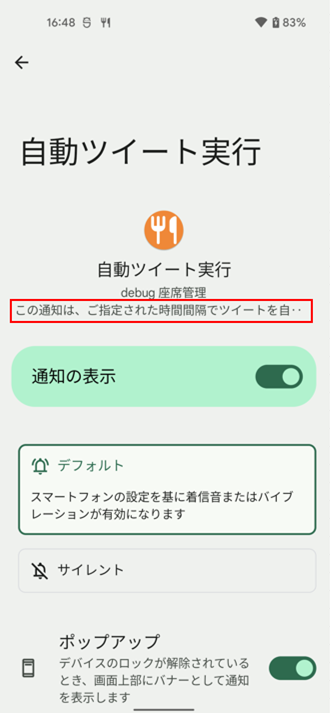 16:48 83%
自動ツイート実行
自動ツイート実行
debug 座席管理
この通知は、ご指定された時間間隔でツイートを自‥
通知の表示
デフォルト
スマートフォンの設定を基に着信音またはバイブ
レーションが有効になります
サイレント
ポップアップ
デバイスのロックが解除されている
とき、画面上部にバナーとして通知
を表示します